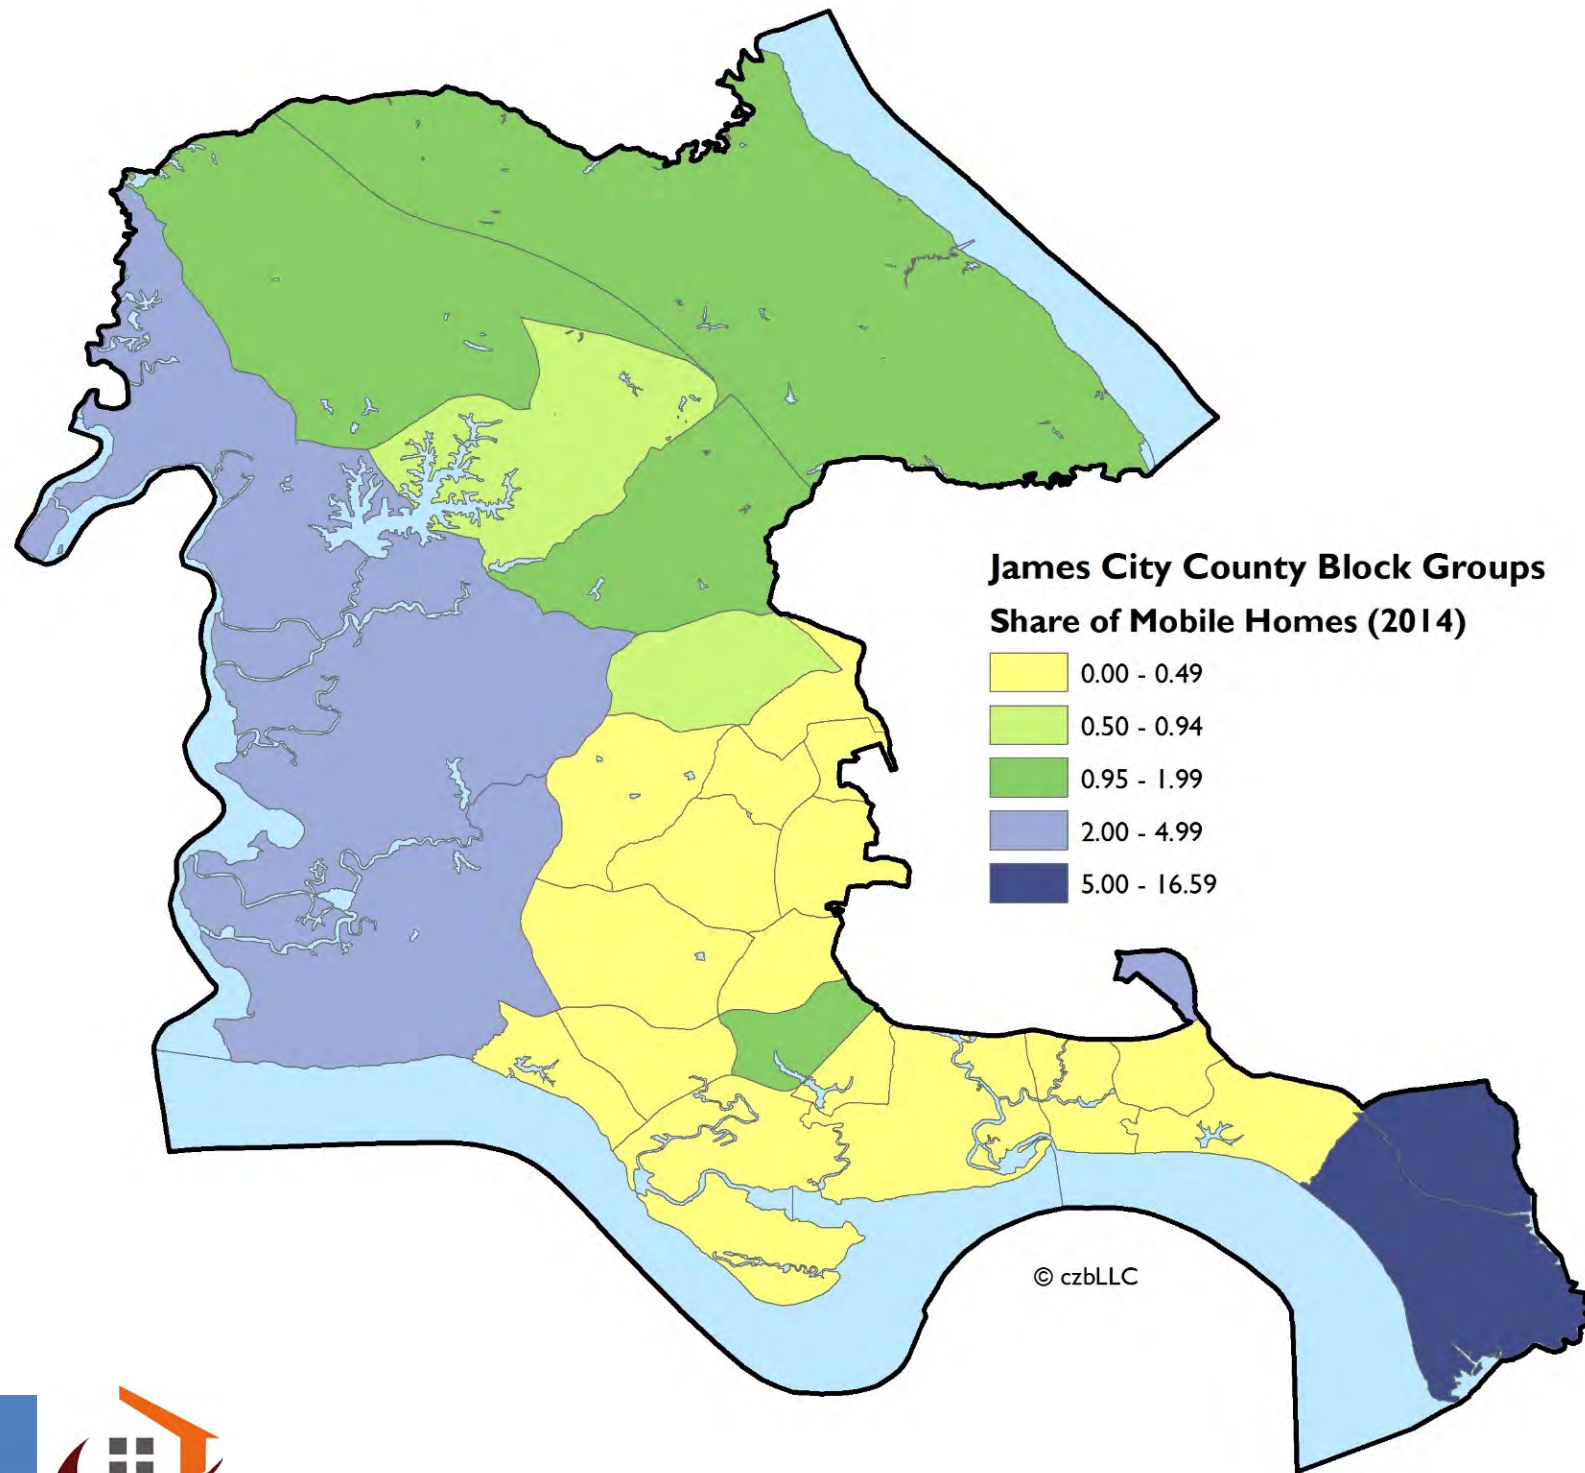 James City County Block Groups
Share of Mobile Homes (2014)
0.00 - 0.49
0.50 - 0.94
0.95 - 1.99
2.00 - 4.99
5.00 - 16.59
© czbLLC